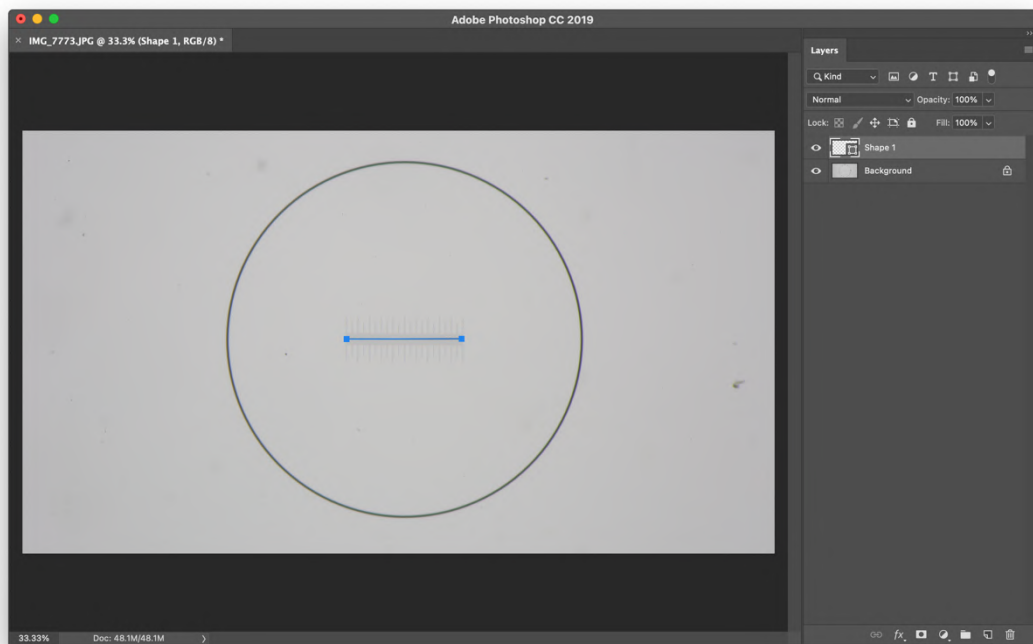 Adobe Photoshop CC 2019
× IMG_7773.JPG @ 33.3% (Shape 1, RGB/8) *
Layers
Kind
Normal
Opacity: 100%
Lock:
Fill: 100%
Shape 1
Background
33.33%
Doc: 48.1M/48.1M
fx